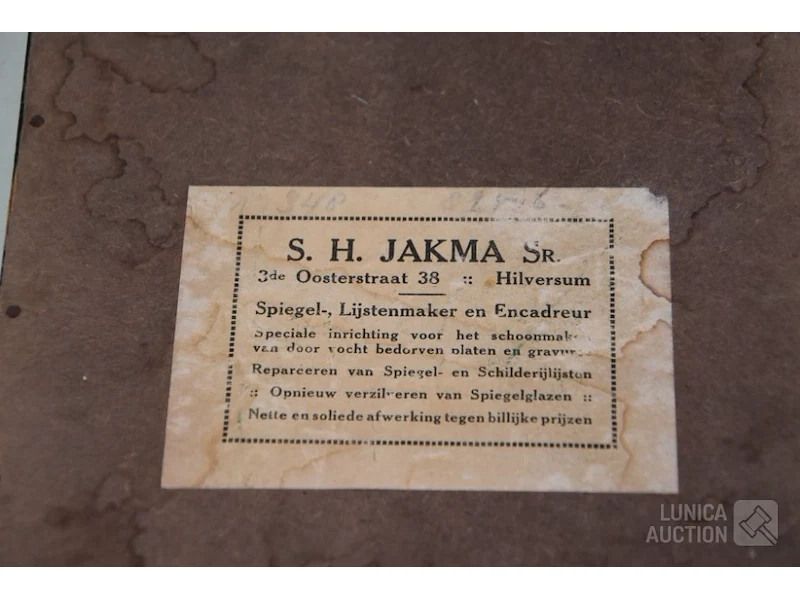 S. H. JAKMA SR.
3de Oosterstraat 38 :: Hilversum
Spiegel-, Lijstenmaker en Encadreur
Speciale inrichting voor het schoonmaken
van door vocht bedorven platen en gravures
Repareeren van Spiegel- en Schilderijlijsten
:: Opnieuw verzilveren van Spiegelglazen ::
Nette en soliede afwerking tegen billijke prijzen
LUNICA
AUCTION